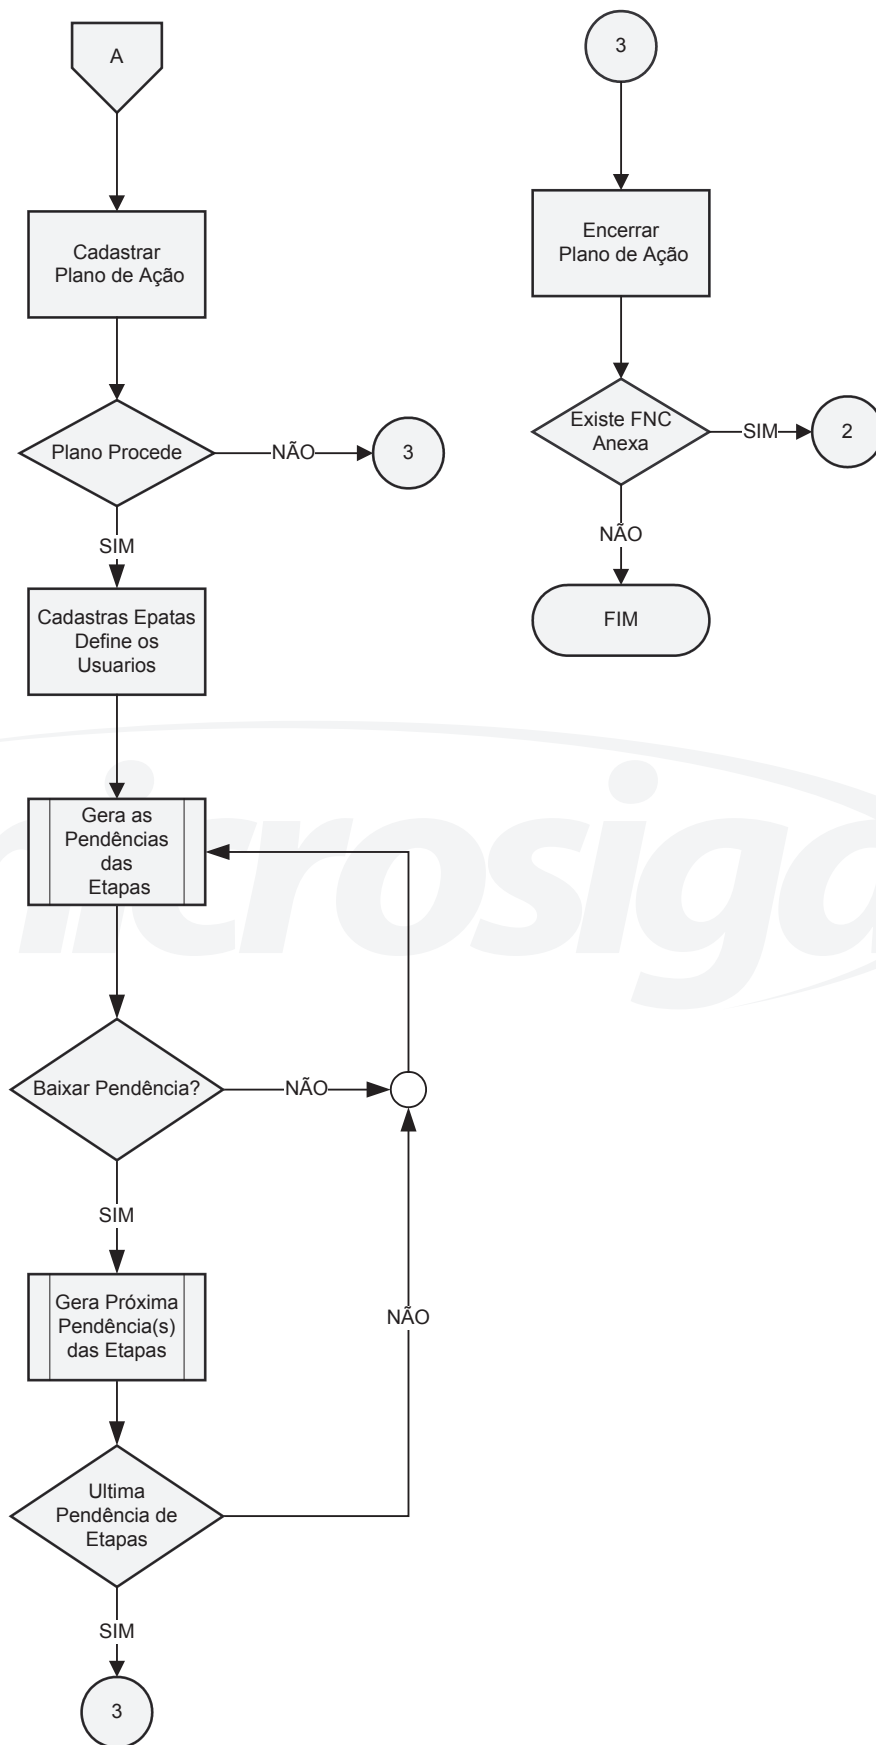 A
Cadastrar
Plano de Ação
Plano Procede
NÃO
3
SIM
Cadastras Epatas
Define os
Usuarios
Gera as
Pendências
das
Etapas
Baixar Pendência?
NÃO
SIM
Gera Próxima
Pendência(s)
das Etapas
NÃO
Ultima
Pendência de
Etapas
SIM
3
3
Encerrar
Plano de Ação
Existe FNC
Anexa
SIM
2
NÃO
FIM
microsiga